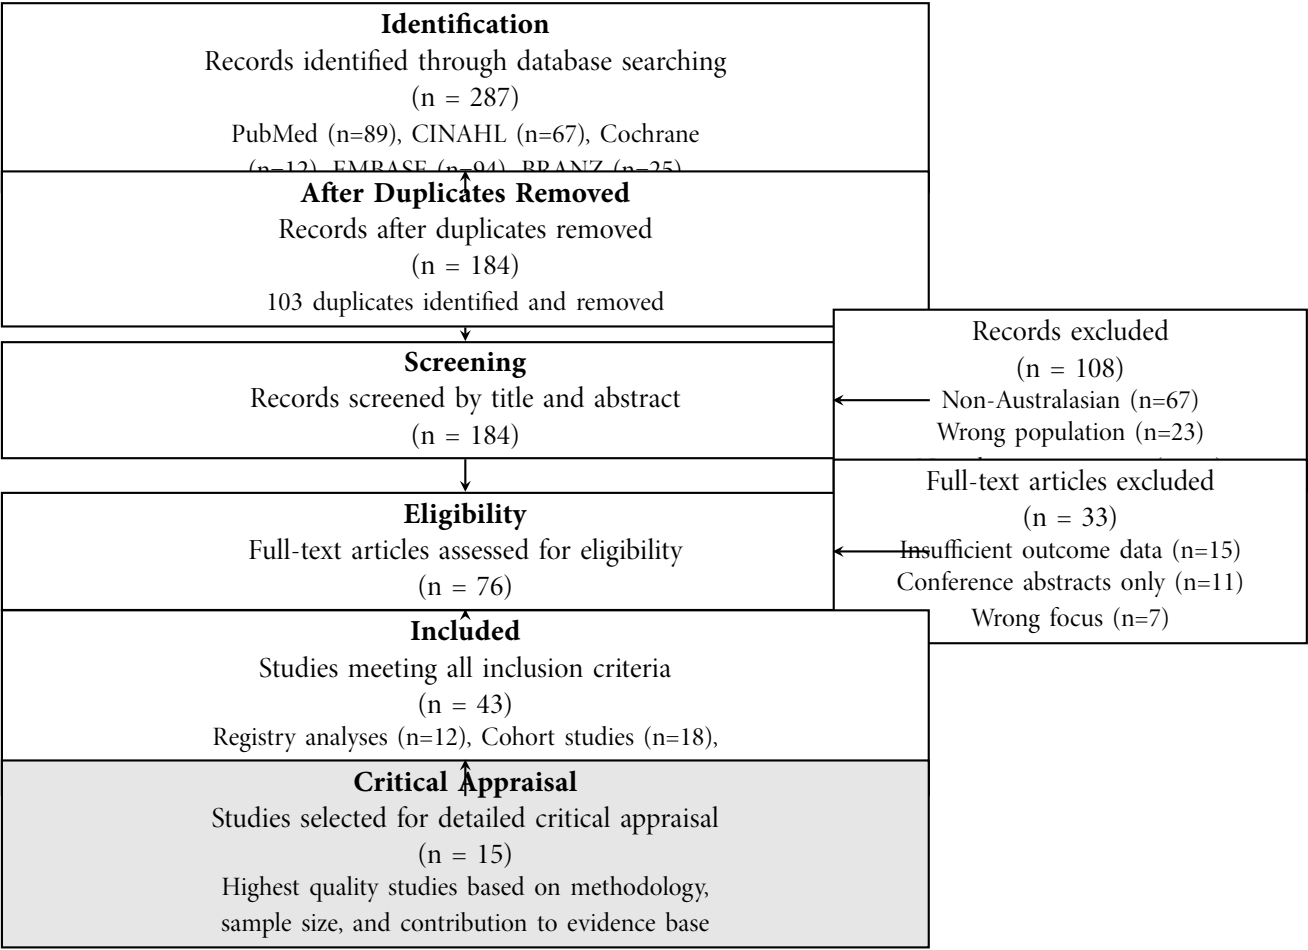 Identification
Records identified through database searching
(n = 287)
PubMed (n=89), CINAHL (n=67), Cochrane
(n=12), EMBASE (n=94), BRANZ (n=25)
After Duplicates Removed
Records after duplicates removed
(n = 184)
103 duplicates identified and removed
Screening
Records screened by title and abstract
(n = 184)
Records excluded
(n = 108)
Non-Australasian (n=67)
Wrong population (n=23)
Eligibility
Full-text articles assessed for eligibility
(n = 76)
Full-text articles excluded
(n = 33)
Insufficient outcome data (n=15)
Conference abstracts only (n=11)
Wrong focus (n=7)
Included
Studies meeting all inclusion criteria
(n = 43)
Registry analyses (n=12), Cohort studies (n=18),
Critical Appraisal
Studies selected for detailed critical appraisal
(n = 15)
Highest quality studies based on methodology,
sample size, and contribution to evidence base